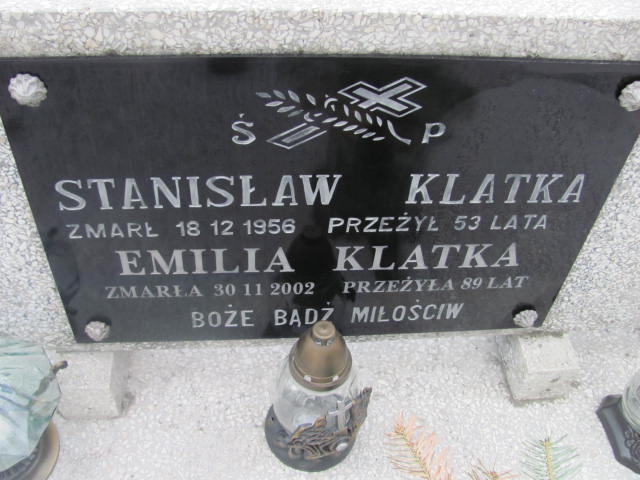 Ś P
STANISŁAW KLATKA
ZMARŁ 18 12 1956 PRZEŻYŁ 53 LATA
EMILIA KLATKA
ZMARŁA 30 11 2002 PRZEŻYŁA 89 LAT
BOŻE BĄDŹ MIŁOŚCIW